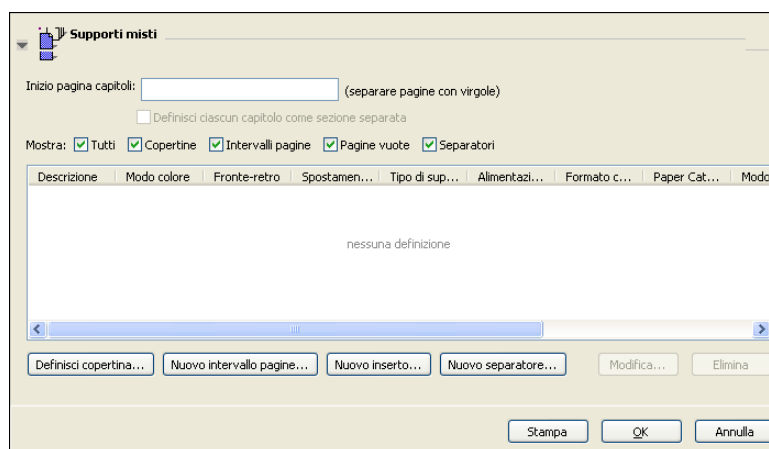 Supporti misti
Inizio pagina capitoli: (separare pagine con virgole)
Definisci ciascun capitolo come sezione separata
Mostra: Tutti Copertine Intervalli pagine Pagine vuote Separatori
Descrizione Modo colore Fronte-retro Spostamen... Tipo di sup... Alimentazi... Formato c... Paper Cat... Modo
nessuna definizione
Definisci copertina... Nuovo intervallo pagine... Nuovo inserto... Nuovo separatore... Modifica... Elimina
Stampa OK Annulla